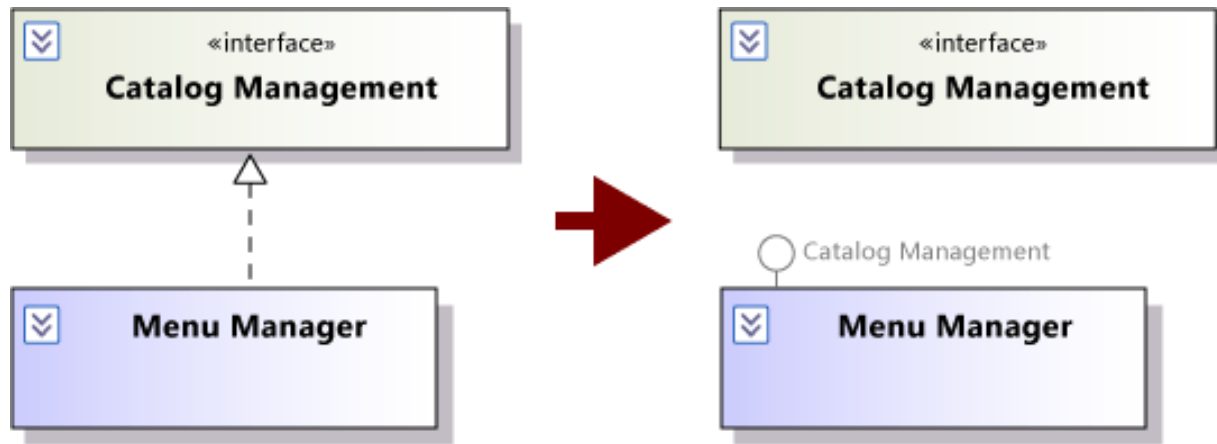 «interface»
Catalog Management
Menu Manager
«interface»
Catalog Management
Catalog Management
Menu Manager